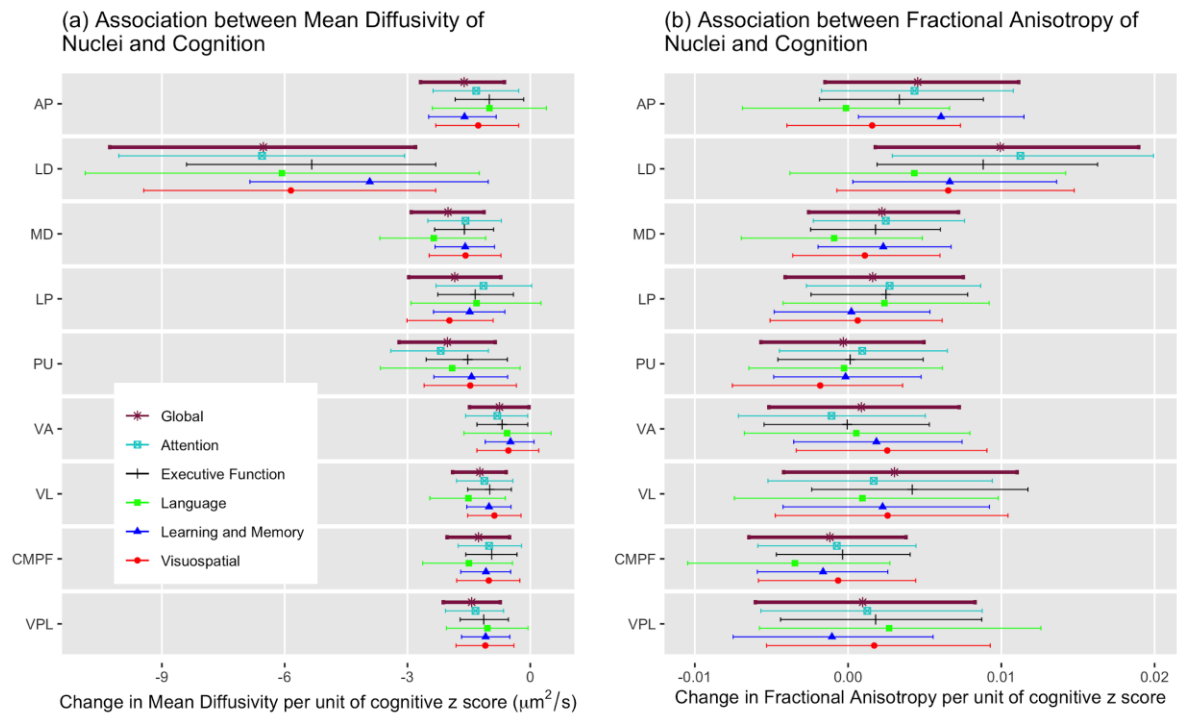 (a) Association between Mean Diffusivity of
Nuclei and Cognition
AP
LD
MD
LP
PU
VA
VL
CMPF
VPL
Global
Attention
Executive Function
Language
Learning and Memory
Visuospatial
-9 -6 -3 0
Change in Mean Diffusivity per unit of cognitive z score (μm²/s)
(b) Association between Fractional Anisotropy of
Nuclei and Cognition
AP
LD
MD
LP
PU
VA
VL
CMPF
VPL
-0.01 0.00 0.01 0.02
Change in Fractional Anisotropy per unit of cognitive z score